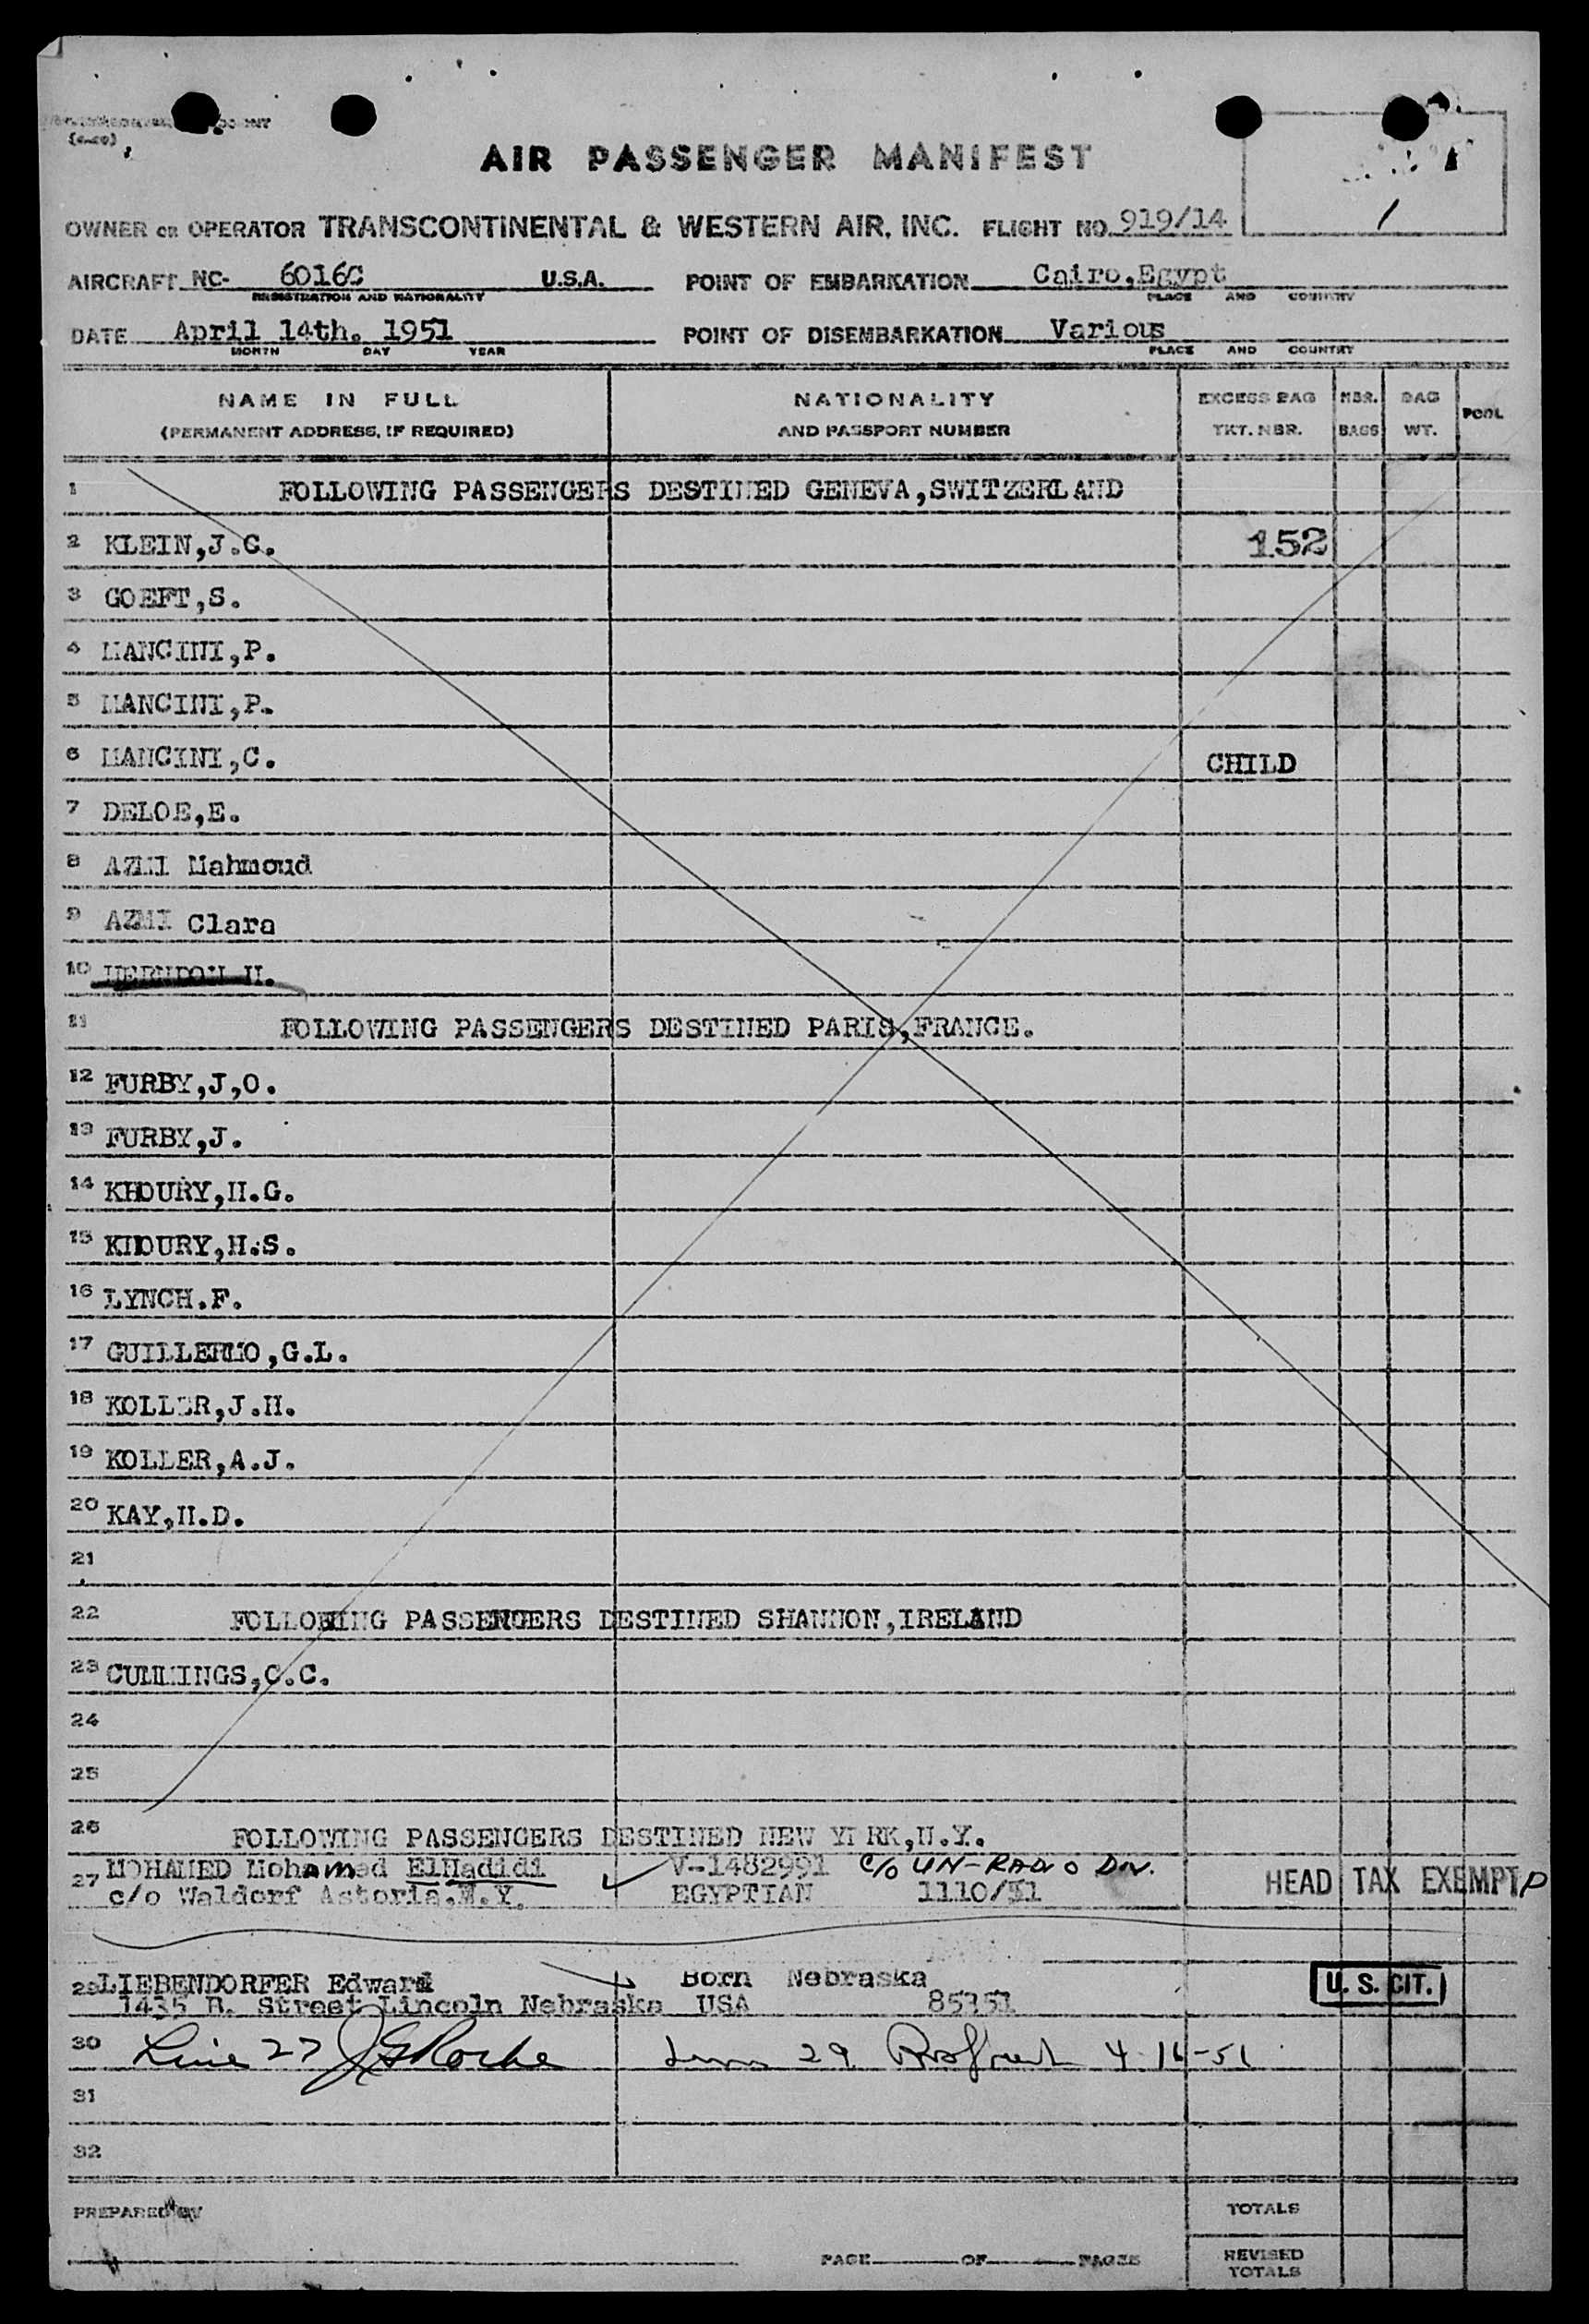 AIR PASSENGER MANIFEST
OWNER OR OPERATOR TRANSCONTINENTAL & WESTERN AIR, INC. FLIGHT NO. 919/14
1
AIRCRAFT NC- 6016C U.S.A. POINT OF EMBARKATION Cairo,Egypt
REGISTRATION AND NATIONALITY PLACE AND COUNTRY
DATE April 14th. 1951 POINT OF DISEMBARKATION Various
MONTH DAY YEAR PLACE AND COUNTRY
NAME IN FULL NATIONALITY EXCESS BAG NBR. BAG POOL
(PERMANENT ADDRESS, IF REQUIRED) AND PASSPORT NUMBER TKT. NBR. BAGS WT.
1 FOLLOWING PASSENGERS DESTINED GENEVA,SWITZERLAND
2 KLEIN,J.C. 152
3 GOEFT,S.
4 MANCINI,P.
5 MANCINI,P.
6 MANCINI,C. CHILD
7 DELOE,E.
8 AZMI Mahmoud
9 AZMI Clara
10 HERNDON H.
11 FOLLOWING PASSENGERS DESTINED PARIS,FRANCE.
12 FURBY,J,O.
13 FURBY,J.
14 KHOURY,H.G.
15 KHOURY,H.S.
16 LYNCH.F.
17 GUILLERMO,G.L.
18 KOLLER,J.H.
19 KOLLER,A.J.
20 KAY,H.D.
21
22 FOLLOWING PASSENGERS DESTINED SHANNON,IRELAND
23 CUMMINGS,C.C.
24
25
26 FOLLOWING PASSENGERS DESTINED NEW YORK,N.Y.
27 MOHAMED Mohamed ElHadidi V-1482991 c/o UN-RADIO DIV.
c/o Waldorf Astoria.N.Y. EGYPTIAN 1110/51 HEAD TAX EXEMPT
29 LIEBENDORFER Edward Born Nebraska U. S. CIT.
1435 B. Street Lincoln Nebraska USA 85151
30 Line 27 Line 29 4-14-51
31
32
PREPARED BY TOTALS
PAGE OF PAGES REVISED
TOTALS